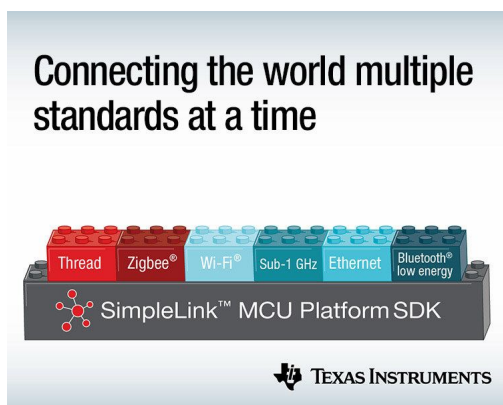 Connecting the world multiple
standards at a time
Thread Zigbee® Wi-Fi® Sub-1 GHz Ethernet Bluetooth®
low energy
SimpleLink™ MCU Platform SDK
TEXAS INSTRUMENTS